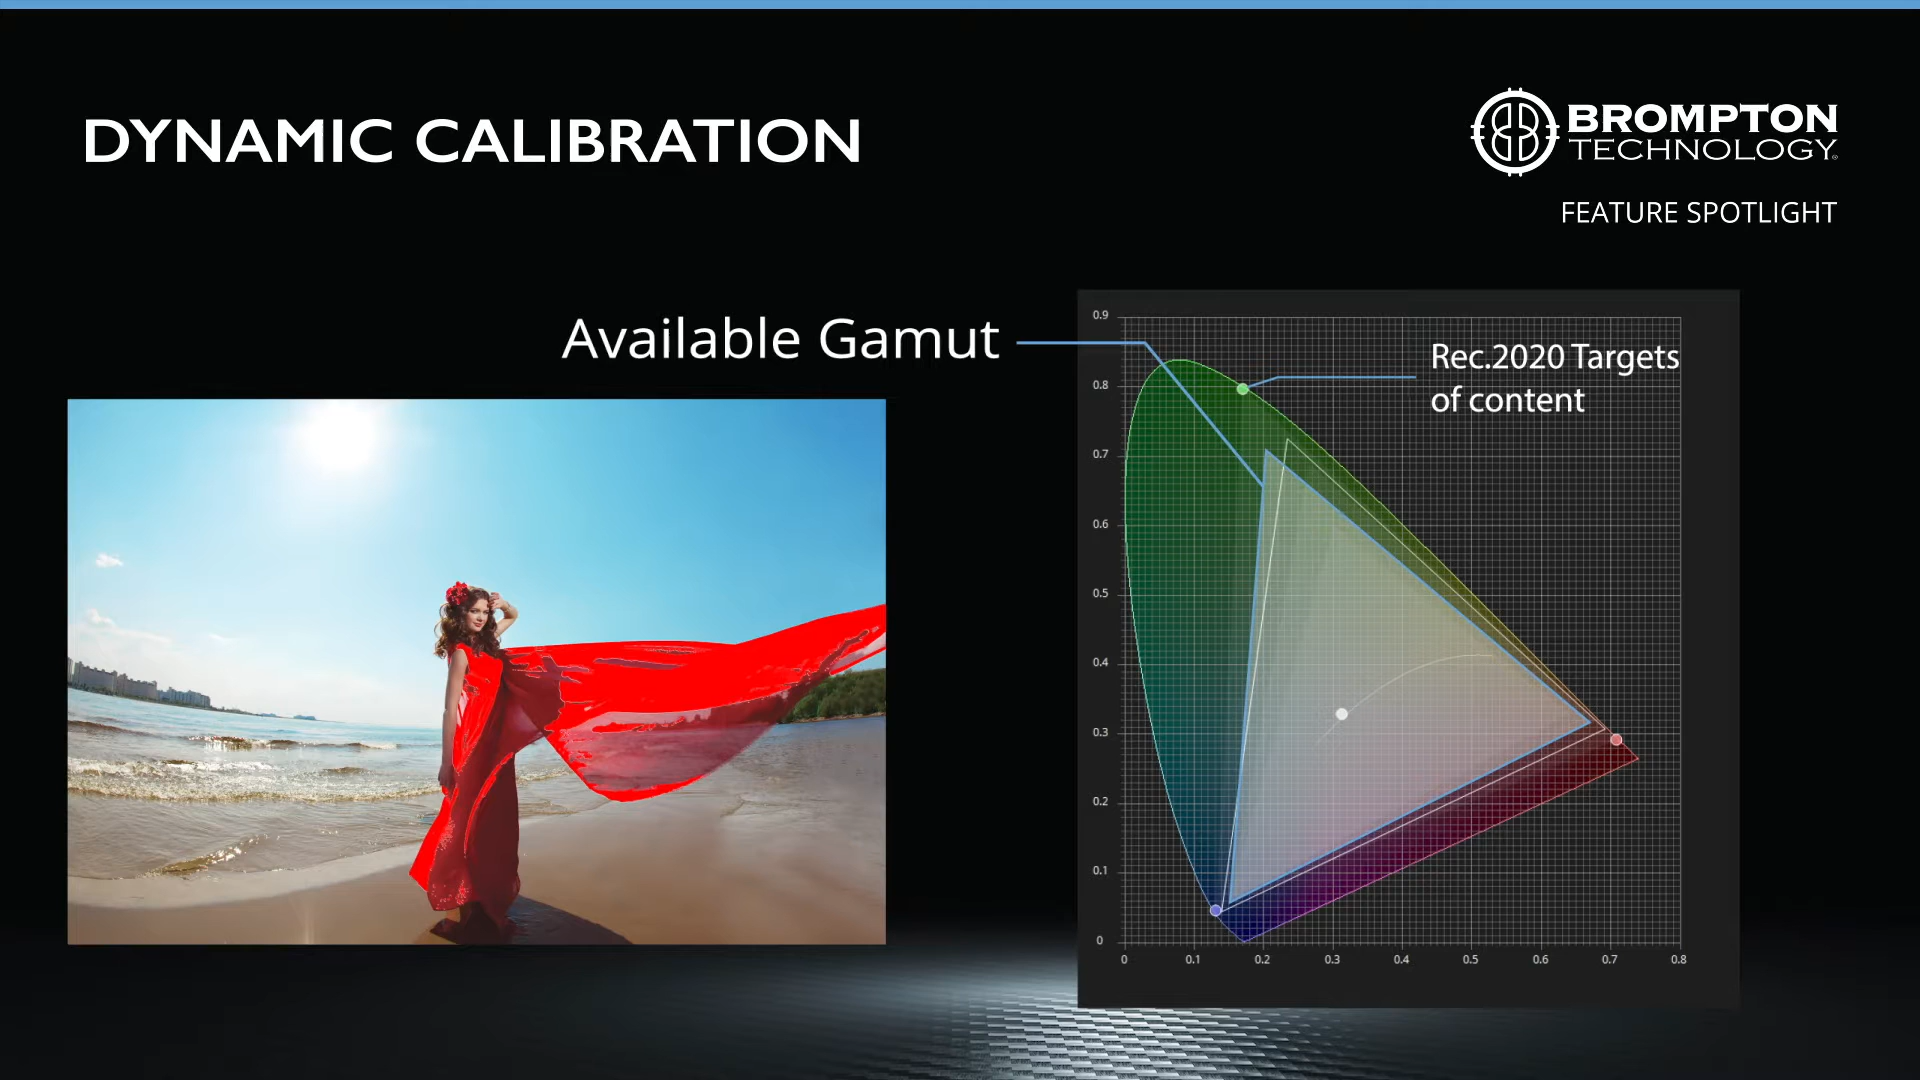 DYNAMIC CALIBRATION
BROMPTON
TECHNOLOGY
FEATURE SPOTLIGHT
Available Gamut
Rec.2020 Targets
of content
0.9
0.8
0.7
0.6
0.5
0.4
0.3
0.2
0.1
0
0 0.1 0.2 0.3 0.4 0.5 0.6 0.7 0.8